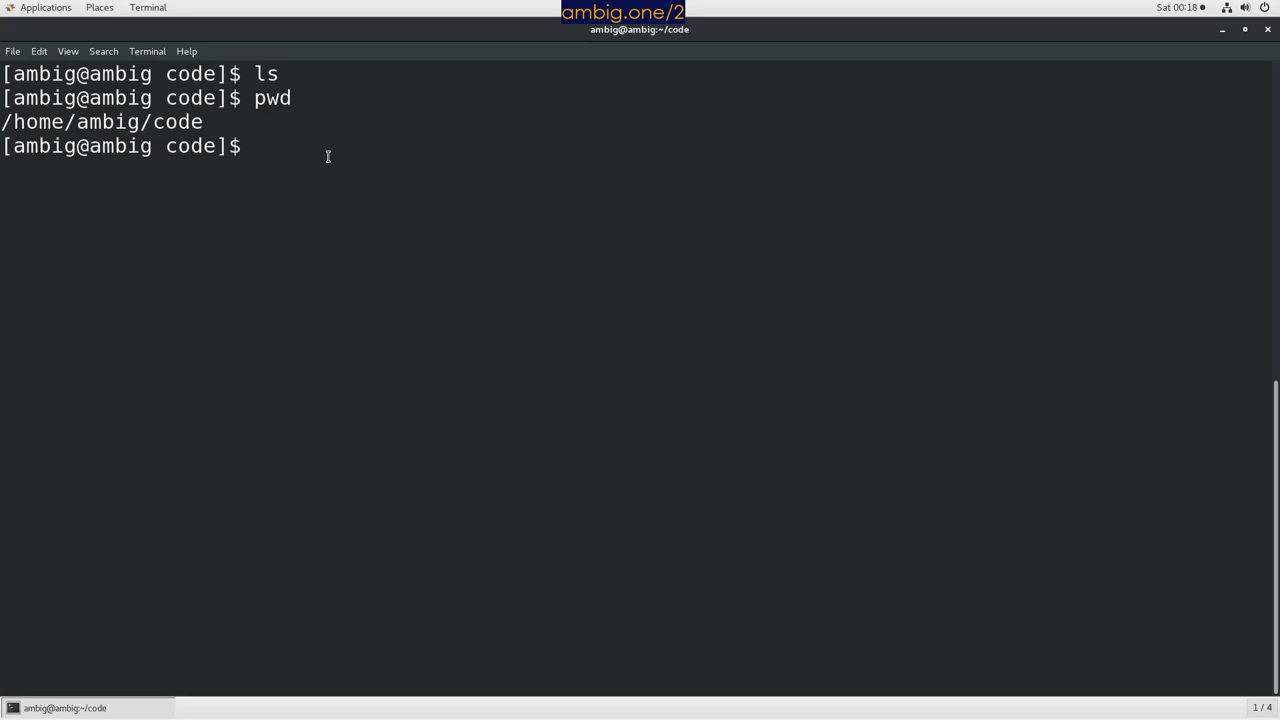 Applications Places Terminal ambig.one/2 Sat 00:18
ambig@ambig:~/code
File Edit View Search Terminal Help
[ambig@ambig code]$ ls
[ambig@ambig code]$ pwd
/home/ambig/code
[ambig@ambig code]$
ambig@ambig:~/code 1 / 4